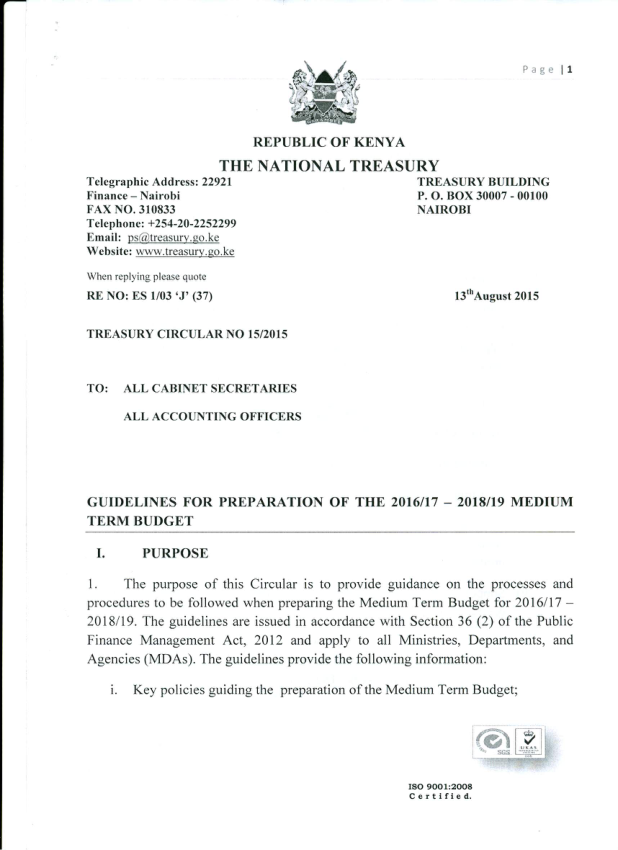 Page | 1
REPUBLIC OF KENYA
THE NATIONAL TREASURY
Telegraphic Address: 22921
Finance – Nairobi
FAX NO. 310833
Telephone: +254-20-2252299
Email: ps@treasury.go.ke
Website: www.treasury.go.ke
TREASURY BUILDING
P. O. BOX 30007 - 00100
NAIROBI
When replying please quote
RE NO: ES 1/03 ‘J’ (37)
13th August 2015
TREASURY CIRCULAR NO 15/2015
TO: ALL CABINET SECRETARIES
ALL ACCOUNTING OFFICERS
GUIDELINES FOR PREPARATION OF THE 2016/17 – 2018/19 MEDIUM
TERM BUDGET
I. PURPOSE
1. The purpose of this Circular is to provide guidance on the processes and
procedures to be followed when preparing the Medium Term Budget for 2016/17 –
2018/19. The guidelines are issued in accordance with Section 36 (2) of the Public
Finance Management Act, 2012 and apply to all Ministries, Departments, and
Agencies (MDAs). The guidelines provide the following information:
i. Key policies guiding the preparation of the Medium Term Budget;
SGS
UKAS
ISO 9001:2008
Certified.